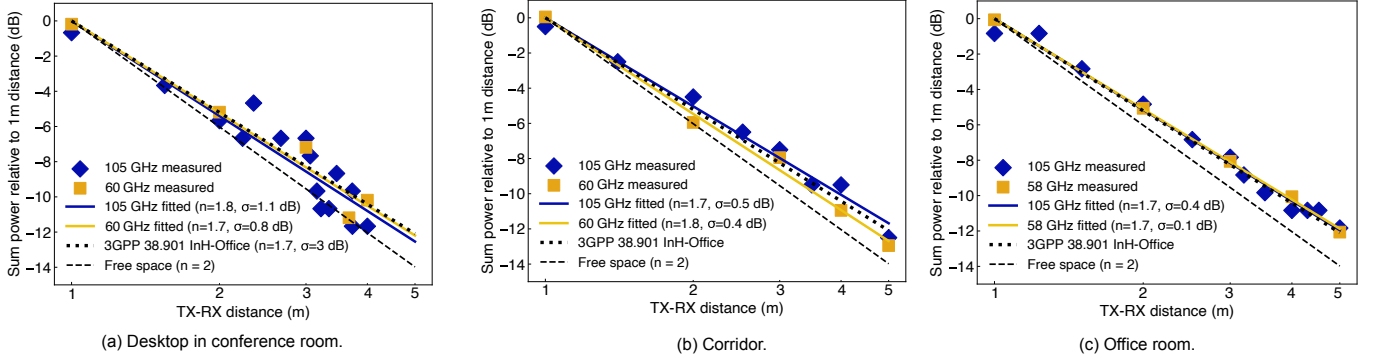 Sum power relative to 1m distance (dB)
0
−2
−4
−6
−8
−10
−12
−14
105 GHz measured
60 GHz measured
105 GHz fitted (n=1.8, σ=1.1 dB)
60 GHz fitted (n=1.7, σ=0.8 dB)
3GPP 38.901 InH-Office (n=1.7, σ=3 dB)
Free space (n = 2)
1 2 3 4 5
TX-RX distance (m)
(a) Desktop in conference room.
Sum power relative to 1m distance (dB)
0
−2
−4
−6
−8
−10
−12
−14
105 GHz measured
60 GHz measured
105 GHz fitted (n=1.7, σ=0.5 dB)
60 GHz fitted (n=1.8, σ=0.4 dB)
3GPP 38.901 InH-Office
Free space (n = 2)
1 2 3 4 5
TX-RX distance (m)
(b) Corridor.
Sum power relative to 1m distance (dB)
0
−2
−4
−6
−8
−10
−12
−14
105 GHz measured
58 GHz measured
105 GHz fitted (n=1.7, σ=0.4 dB)
58 GHz fitted (n=1.7, σ=0.1 dB)
3GPP 38.901 InH-Office
Free space (n = 2)
1 2 3 4 5
TX-RX distance (m)
(c) Office room.